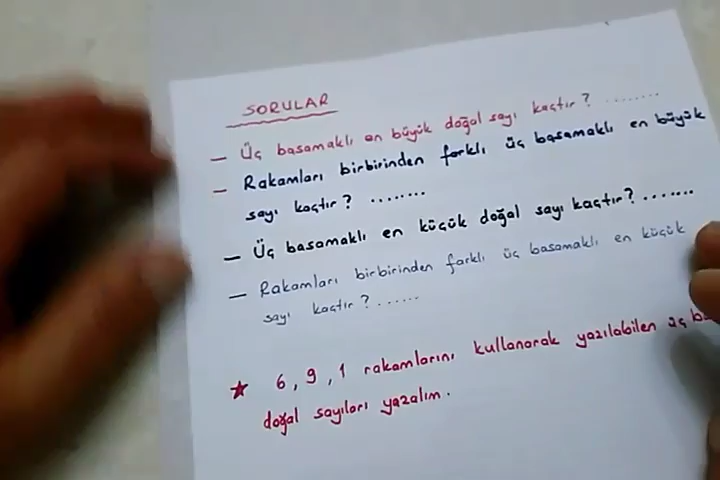 SORULAR
— Üç basamaklı en büyük doğal sayı kaçtır? ........
— Rakamları birbirinden farklı üç basamaklı en büyük
sayı kaçtır? ........
— Üç basamaklı en küçük doğal sayı kaçtır? .......
— Rakamları birbirinden farklı üç basamaklı en küçük
sayı kaçtır? ......
★ 6, 9, 1 rakamlarını kullanarak yazılabilen üç
doğal sayıları yazalım.